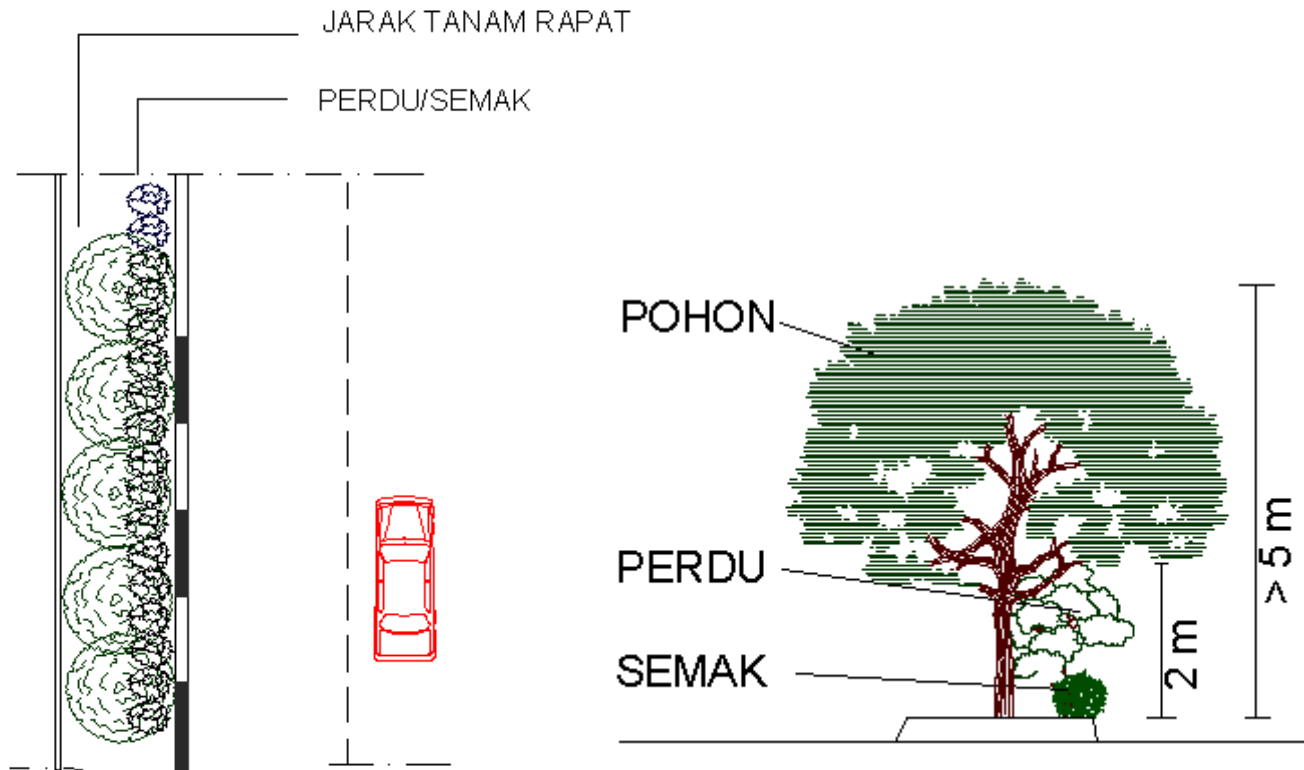 JARAK TANAM RAPAT
PERDU/SEMAK
POHON
PERDU
SEMAK
2 m
> 5 m